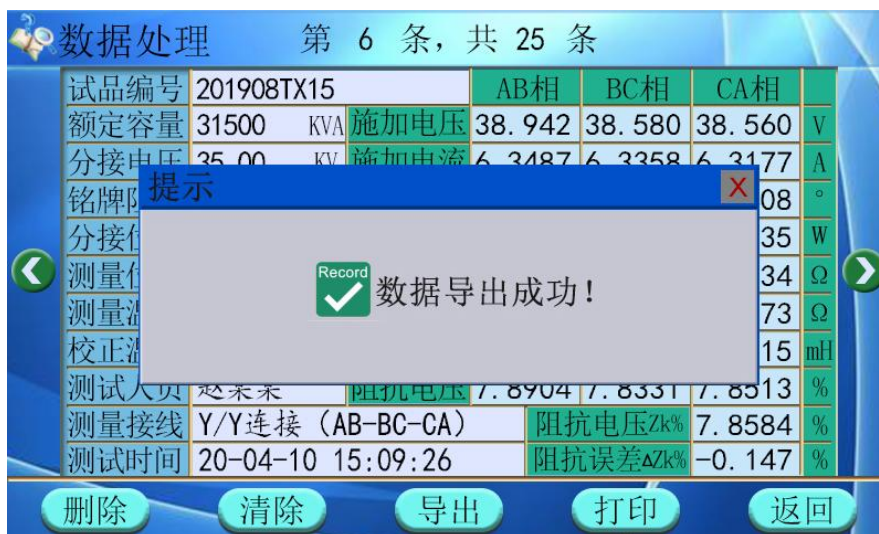 数据处理 第 6 条，共 25 条
试品编号 201908TX15 AB相 BC相 CA相
额定容量 31500 KVA 施加电压 38.942 38.580 38.560 V
分接电压 35.00 KV 施加电流 6.3487 6.3358 6.3177 A
铭牌 08 °
提示 X
分接 35 W
测量 34 Ω
Record 数据导出成功！
测量 73 Ω
校正 15 mH
测试人员 赵某某 阻抗电压 7.8904 7.8331 7.8513 %
测量接线 Y/Y连接（AB-BC-CA） 阻抗电压Zk% 7.8584 %
测试时间 20-04-10 15:09:26 阻抗误差ΔZk% -0.147 %
删除 清除 导出 打印 返回